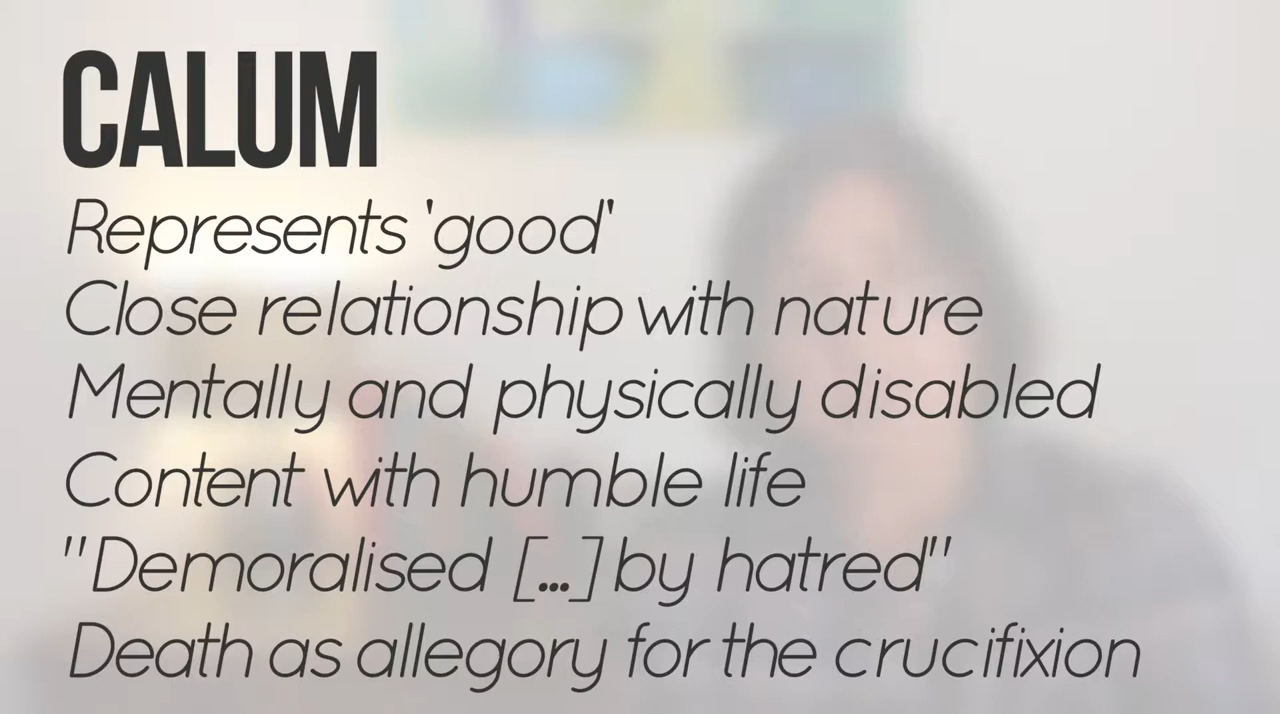 CALUM
Represents 'good'
Close relationship with nature
Mentally and physically disabled
Content with humble life
"Demoralised [...] by hatred"
Death as allegory for the crucifixion